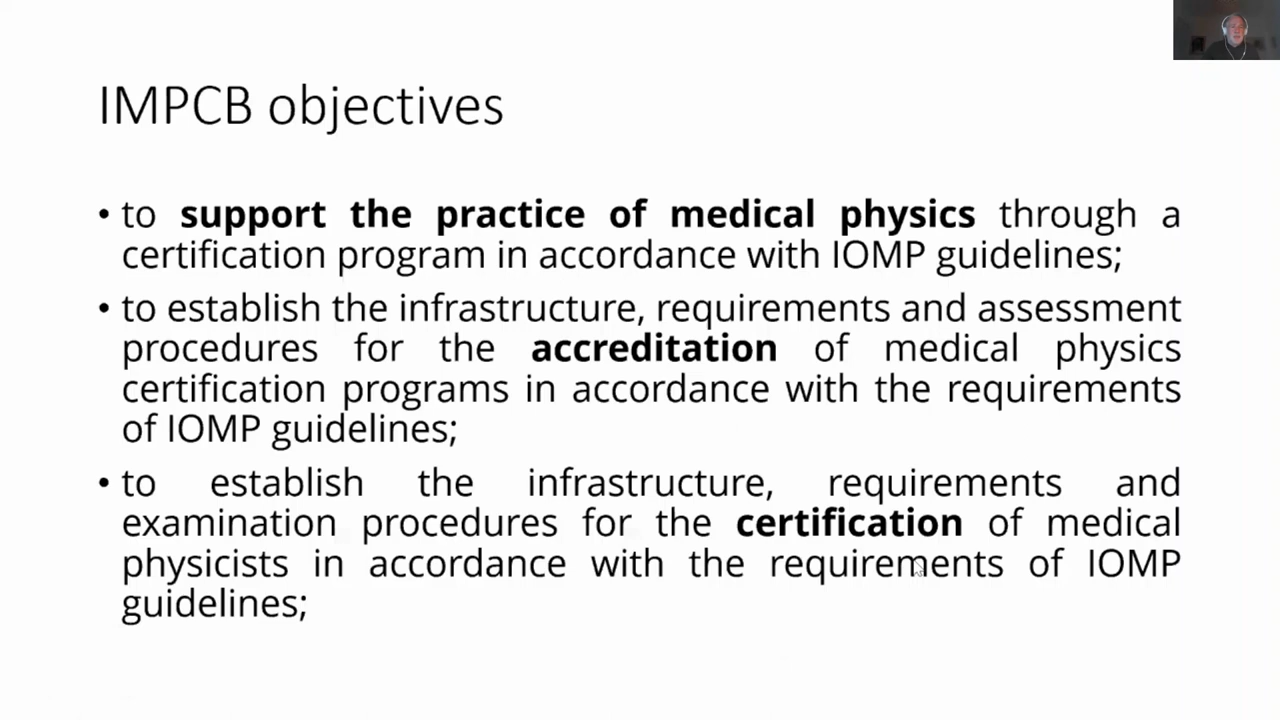 IMPCB objectives
• to support the practice of medical physics through a
certification program in accordance with IOMP guidelines;
• to establish the infrastructure, requirements and assessment
procedures for the accreditation of medical physics
certification programs in accordance with the requirements
of IOMP guidelines;
• to establish the infrastructure, requirements and
examination procedures for the certification of medical
physicists in accordance with the requirements of IOMP
guidelines;